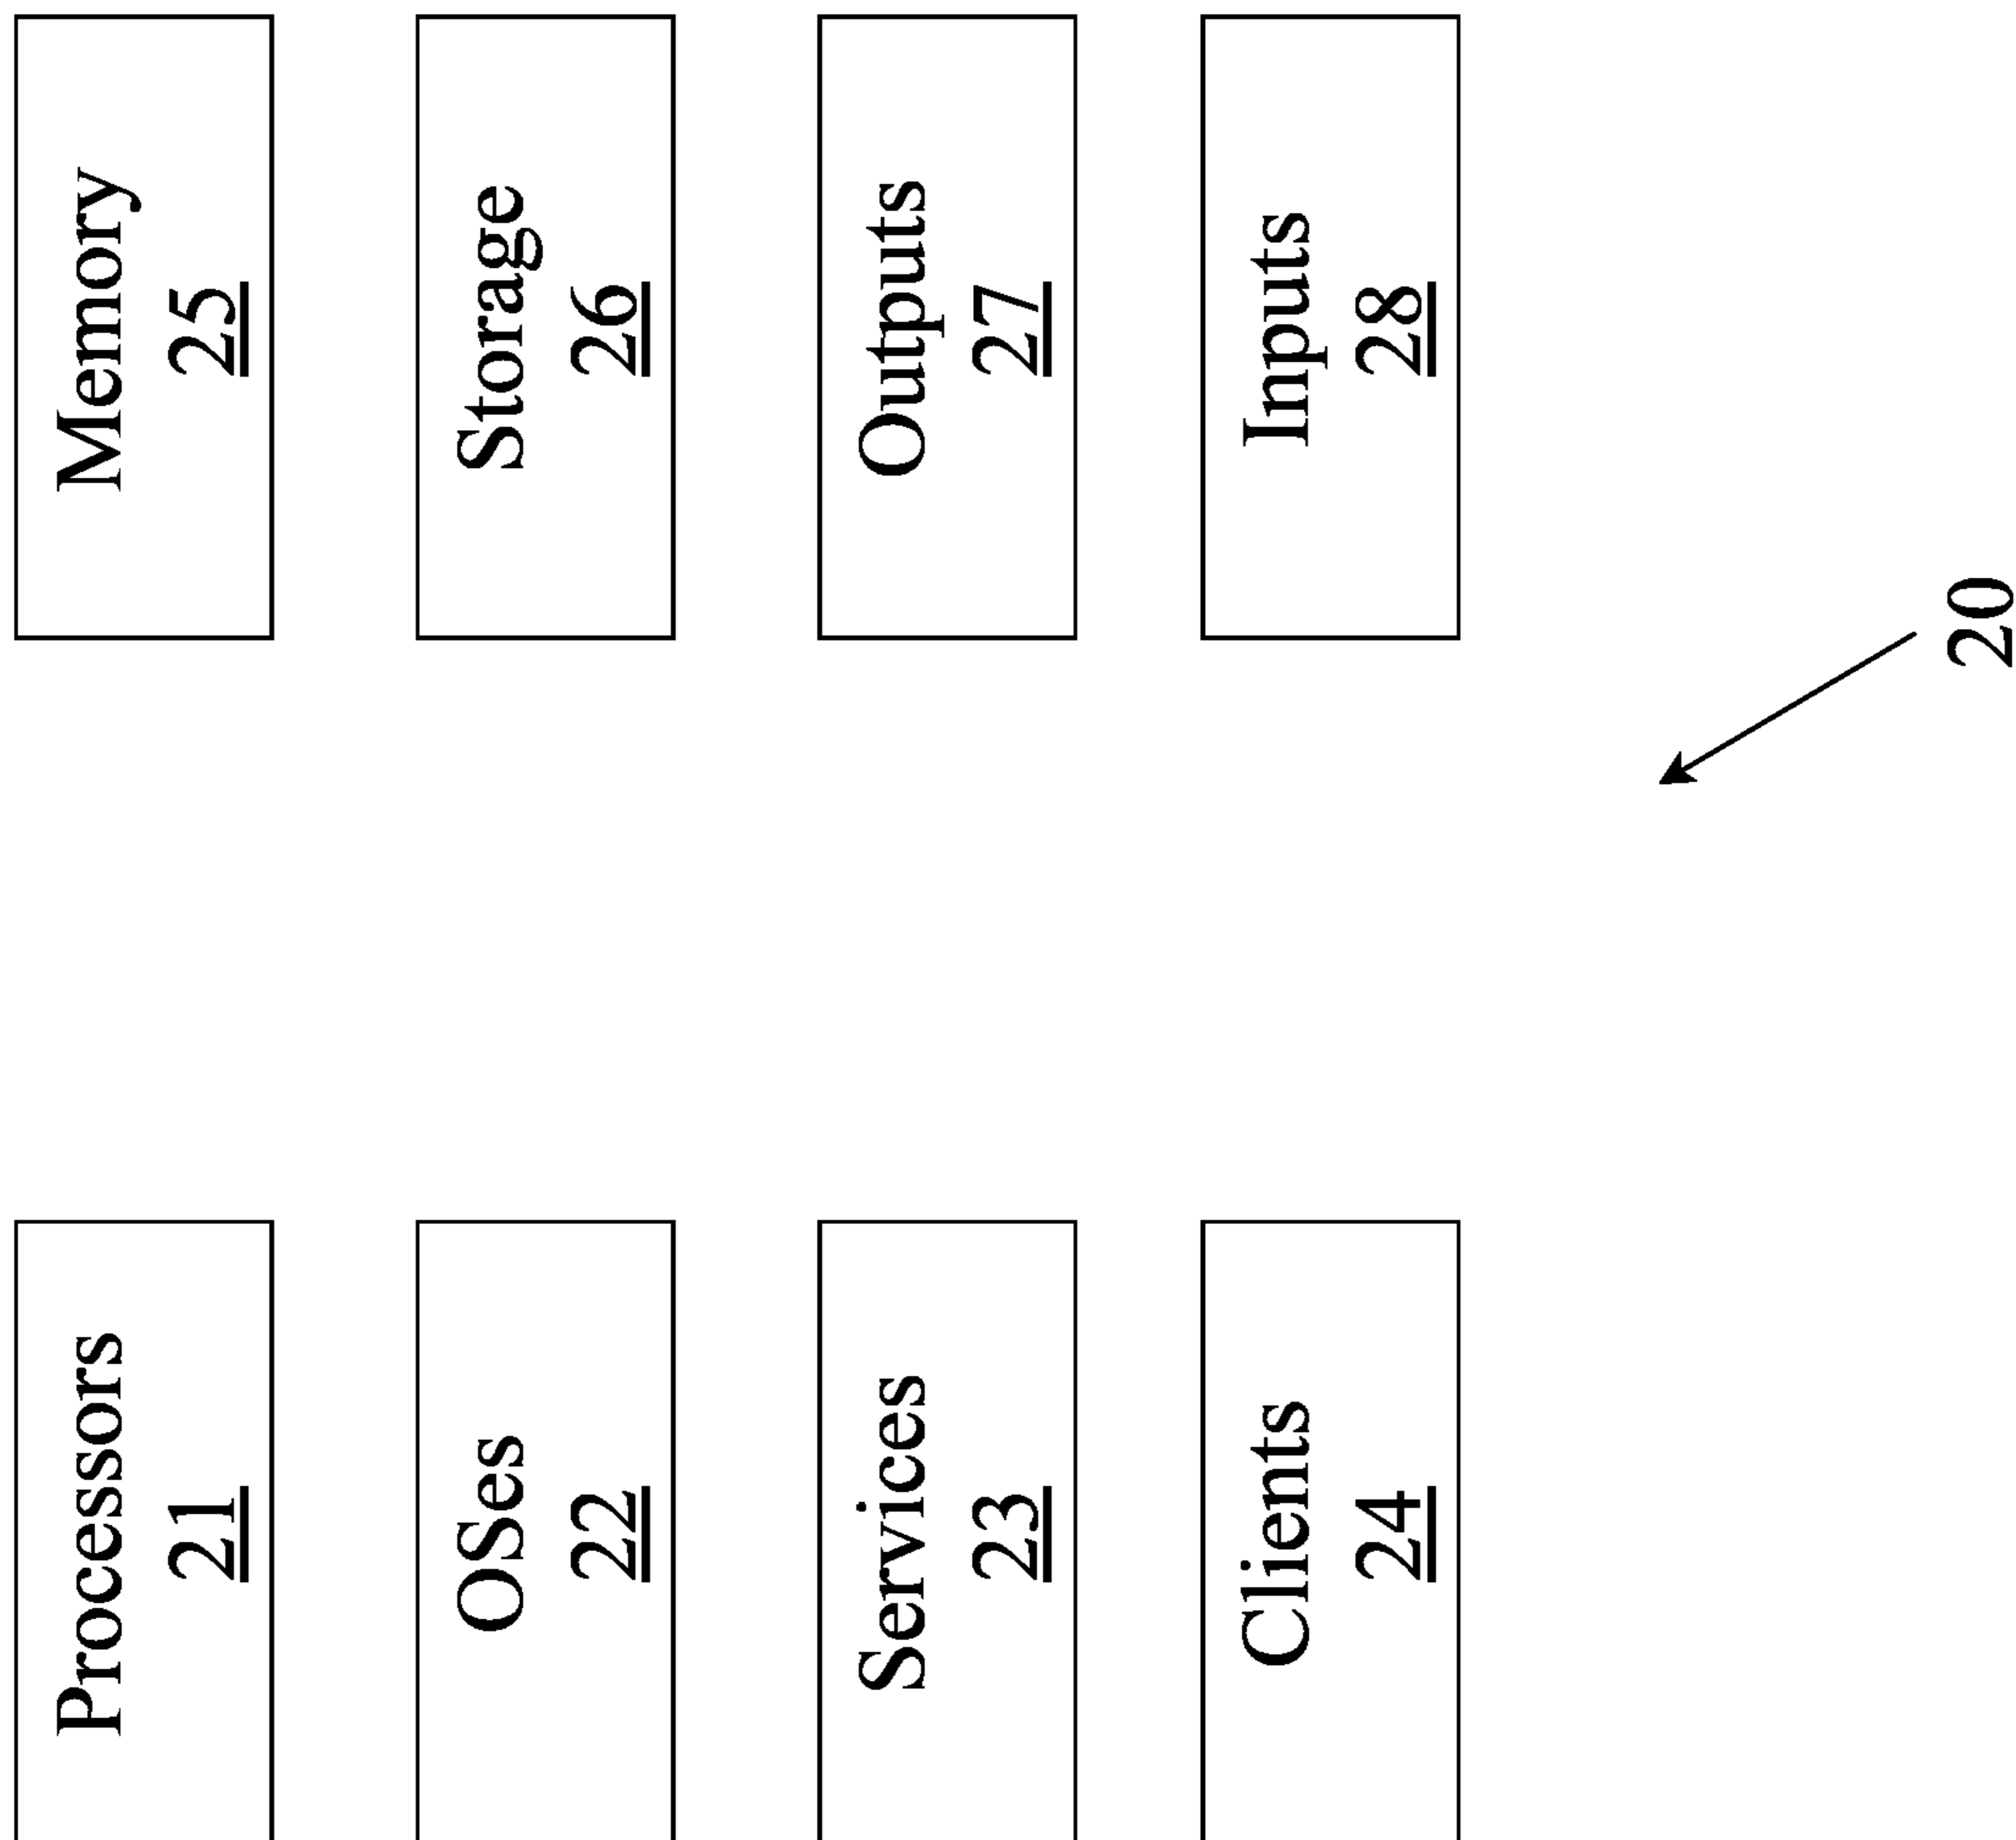 Processors
21
Memory
25
OSes
22
Storage
26
Services
23
Outputs
27
Clients
24
Inputs
28
20